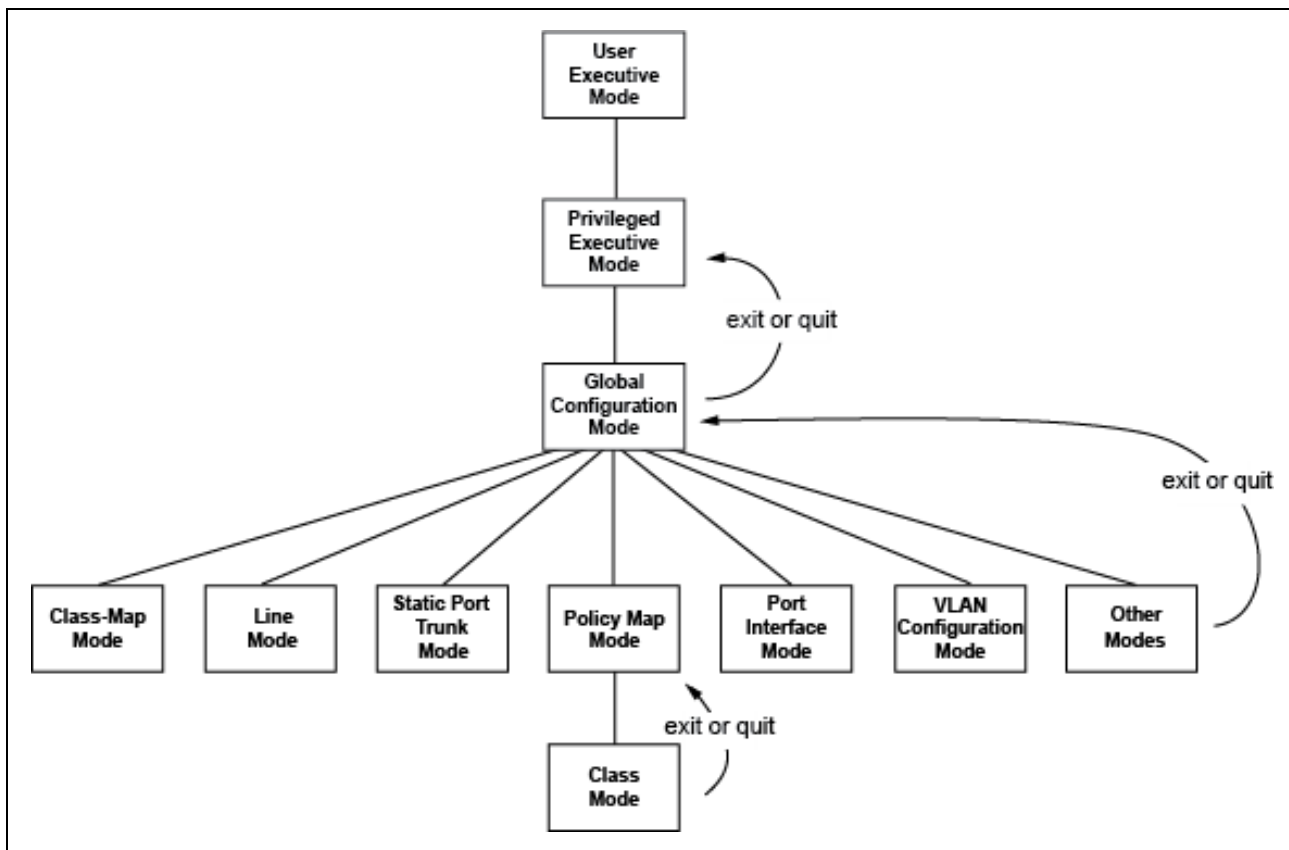 User
Executive
Mode
Privileged
Executive
Mode
exit or quit
Global
Configuration
Mode
exit or quit
Class-Map
Mode
Line
Mode
Static Port
Trunk
Mode
Policy Map
Mode
Port
Interface
Mode
VLAN
Configuration
Mode
Other
Modes
exit or quit
Class
Mode